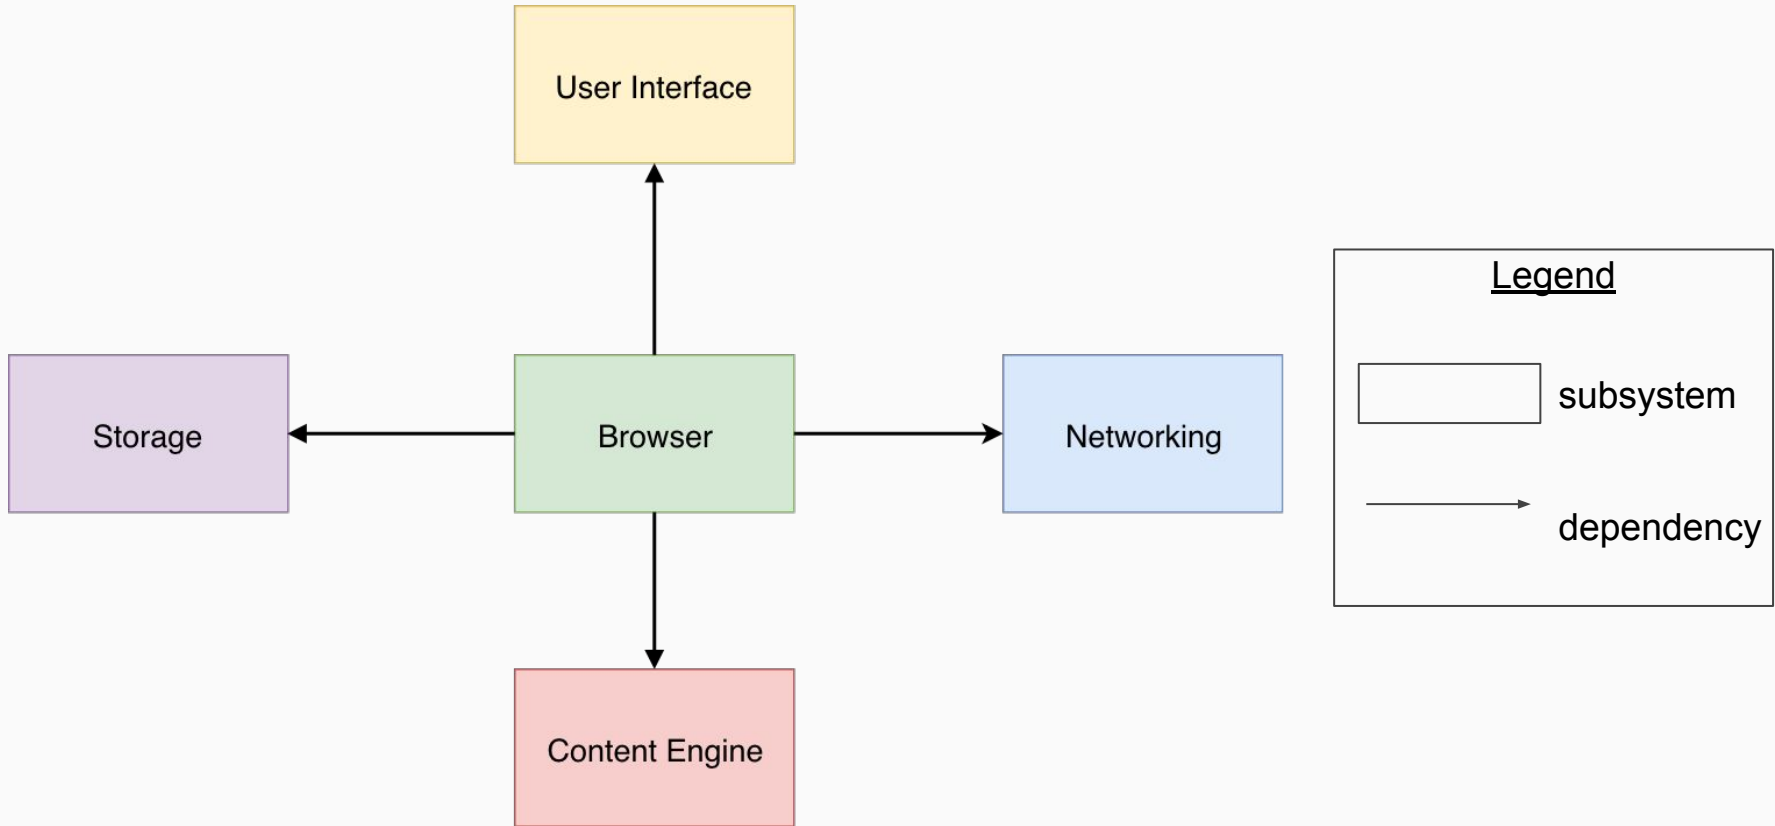 User Interface
Storage
Browser
Networking
Content Engine
Legend
subsystem
dependency